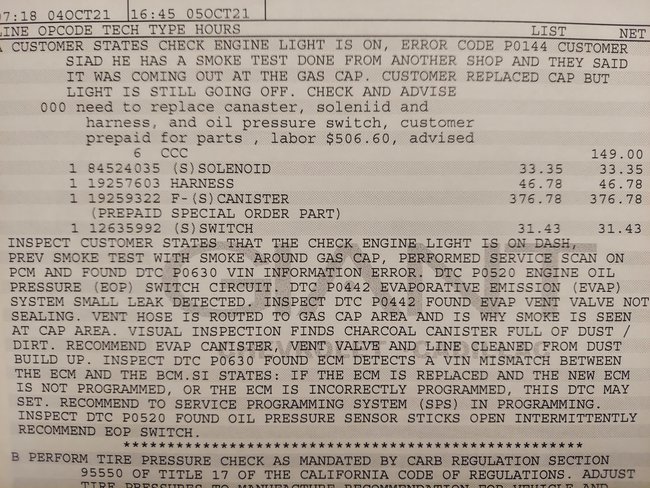 07:18 04OCT21 16:45 05OCT21
LINE OPCODE TECH TYPE HOURS LIST NET
A CUSTOMER STATES CHECK ENGINE LIGHT IS ON, ERROR CODE P0144 CUSTOMER
SIAD HE HAS A SMOKE TEST DONE FROM ANOTHER SHOP AND THEY SAID
IT WAS COMING OUT AT THE GAS CAP. CUSTOMER REPLACED CAP BUT
LIGHT IS STILL GOING OFF. CHECK AND ADVISE
000 need to replace canaster, soleniid and
harness, and oil pressure switch, customer
prepaid for parts , labor $506.60, advised
6 CCC 149.00
1 84524035 (S)SOLENOID 33.35 33.35
1 19257603 HARNESS 46.78 46.78
1 19259322 F-(S)CANISTER 376.78 376.78
(PREPAID SPECIAL ORDER PART)
1 12635992 (S)SWITCH 31.43 31.43
INSPECT CUSTOMER STATES THAT THE CHECK ENGINE LIGHT IS ON DASH,
PREV SMOKE TEST WITH SMOKE AROUND GAS CAP, PERFORMED SERVICE SCAN ON
PCM AND FOUND DTC P0630 VIN INFORMATION ERROR. DTC P0520 ENGINE OIL
PRESSURE (EOP) SWITCH CIRCUIT. DTC P0442 EVAPORATIVE EMISSION (EVAP)
SYSTEM SMALL LEAK DETECTED. INSPECT DTC P0442 FOUND EVAP VENT VALVE NOT
SEALING. VENT HOSE IS ROUTED TO GAS CAP AREA AND IS WHY SMOKE IS SEEN
AT CAP AREA. VISUAL INSPECTION FINDS CHARCOAL CANISTER FULL OF DUST /
DIRT. RECOMMEND EVAP CANISTER, VENT VALVE AND LINE CLEANED FROM DUST
BUILD UP. INSPECT DTC P0630 FOUND ECM DETECTS A VIN MISMATCH BETWEEN
THE ECM AND THE BCM.SI STATES: IF THE ECM IS REPLACED AND THE NEW ECM
IS NOT PROGRAMMED, OR THE ECM IS INCORRECTLY PROGRAMMED, THIS DTC MAY
SET. RECOMMEND TO SERVICE PROGRAMMING SYSTEM (SPS) IN PROGRAMMING.
INSPECT DTC P0520 FOUND OIL PRESSURE SENSOR STICKS OPEN INTERMITTENTLY
RECOMMEND EOP SWITCH.
****************************************************
B PERFORM TIRE PRESSURE CHECK AS MANDATED BY CARB REGULATION SECTION
95550 OF TITLE 17 OF THE CALIFORNIA CODE OF REGULATIONS. ADJUST
TIRE PRESSURES TO MANUFACTURE RECOMMENDATION FOR VEHICLE AND
GIANT